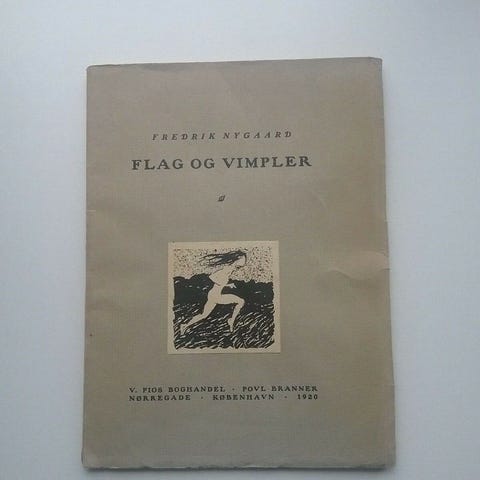 FREDRIK NYGAARD
FLAG OG VIMPLER
V. PIOS BOGHANDEL · POVL BRANNER
NØRREGADE · KØBENHAVN · 1920